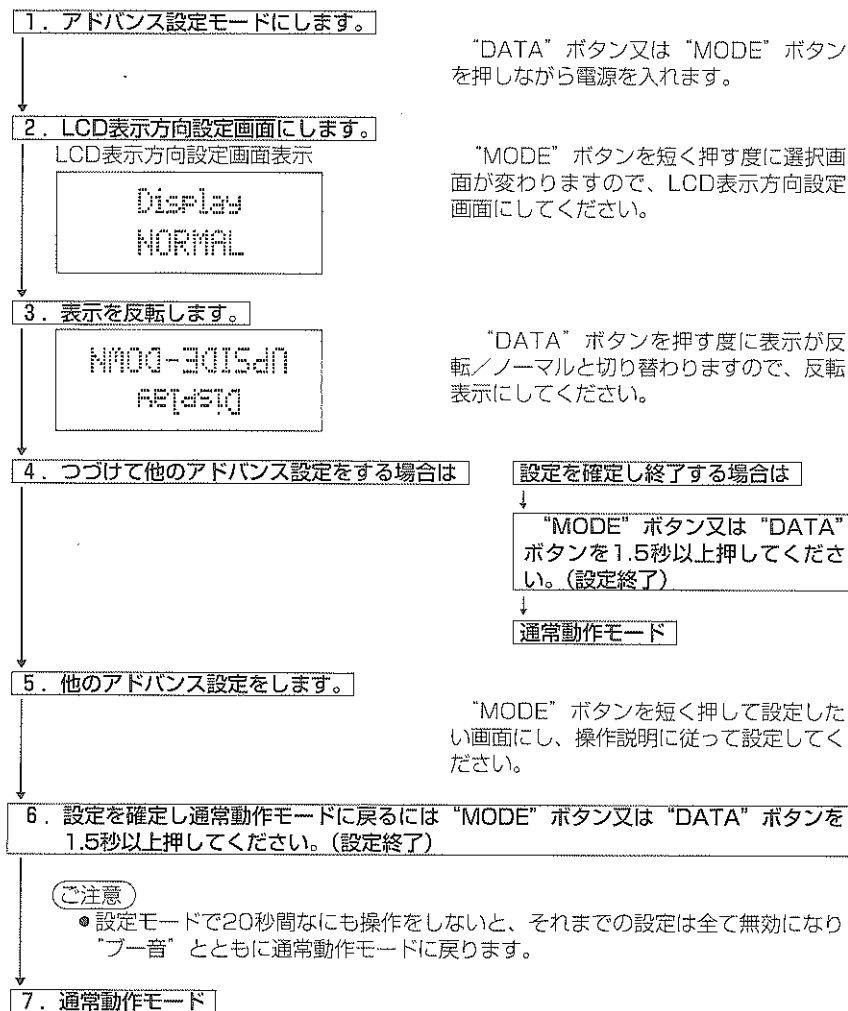 1．アドバンス設定モードにします。
“DATA”ボタン又は“MODE”ボタン
を押しながら電源を入れます。
2．LCD表示方向設定画面にします。
LCD表示方向設定画面表示
Display
NORMAL
“MODE”ボタンを短く押す度に選択画
面が変わりますので、LCD表示方向設定
画面にしてください。
3．表示を反転します。
Display
UPSIDE-DOWN
“DATA”ボタンを押す度に表示が反
転／ノーマルと切り替わりますので、反転
表示にしてください。
4．つづけて他のアドバンス設定をする場合は
設定を確定し終了する場合は
“MODE”ボタン又は“DATA”
ボタンを1.5秒以上押してくださ
い。（設定終了）
通常動作モード
5．他のアドバンス設定をします。
“MODE”ボタンを短く押して設定した
い画面にし、操作説明に従って設定してく
ださい。
6．設定を確定し通常動作モードに戻るには“MODE”ボタン又は“DATA”ボタンを
1.5秒以上押してください。（設定終了）
ご注意
●設定モードで20秒間なにも操作をしないと、それまでの設定は全て無効になり
“ブー音”とともに通常動作モードに戻ります。
7．通常動作モード